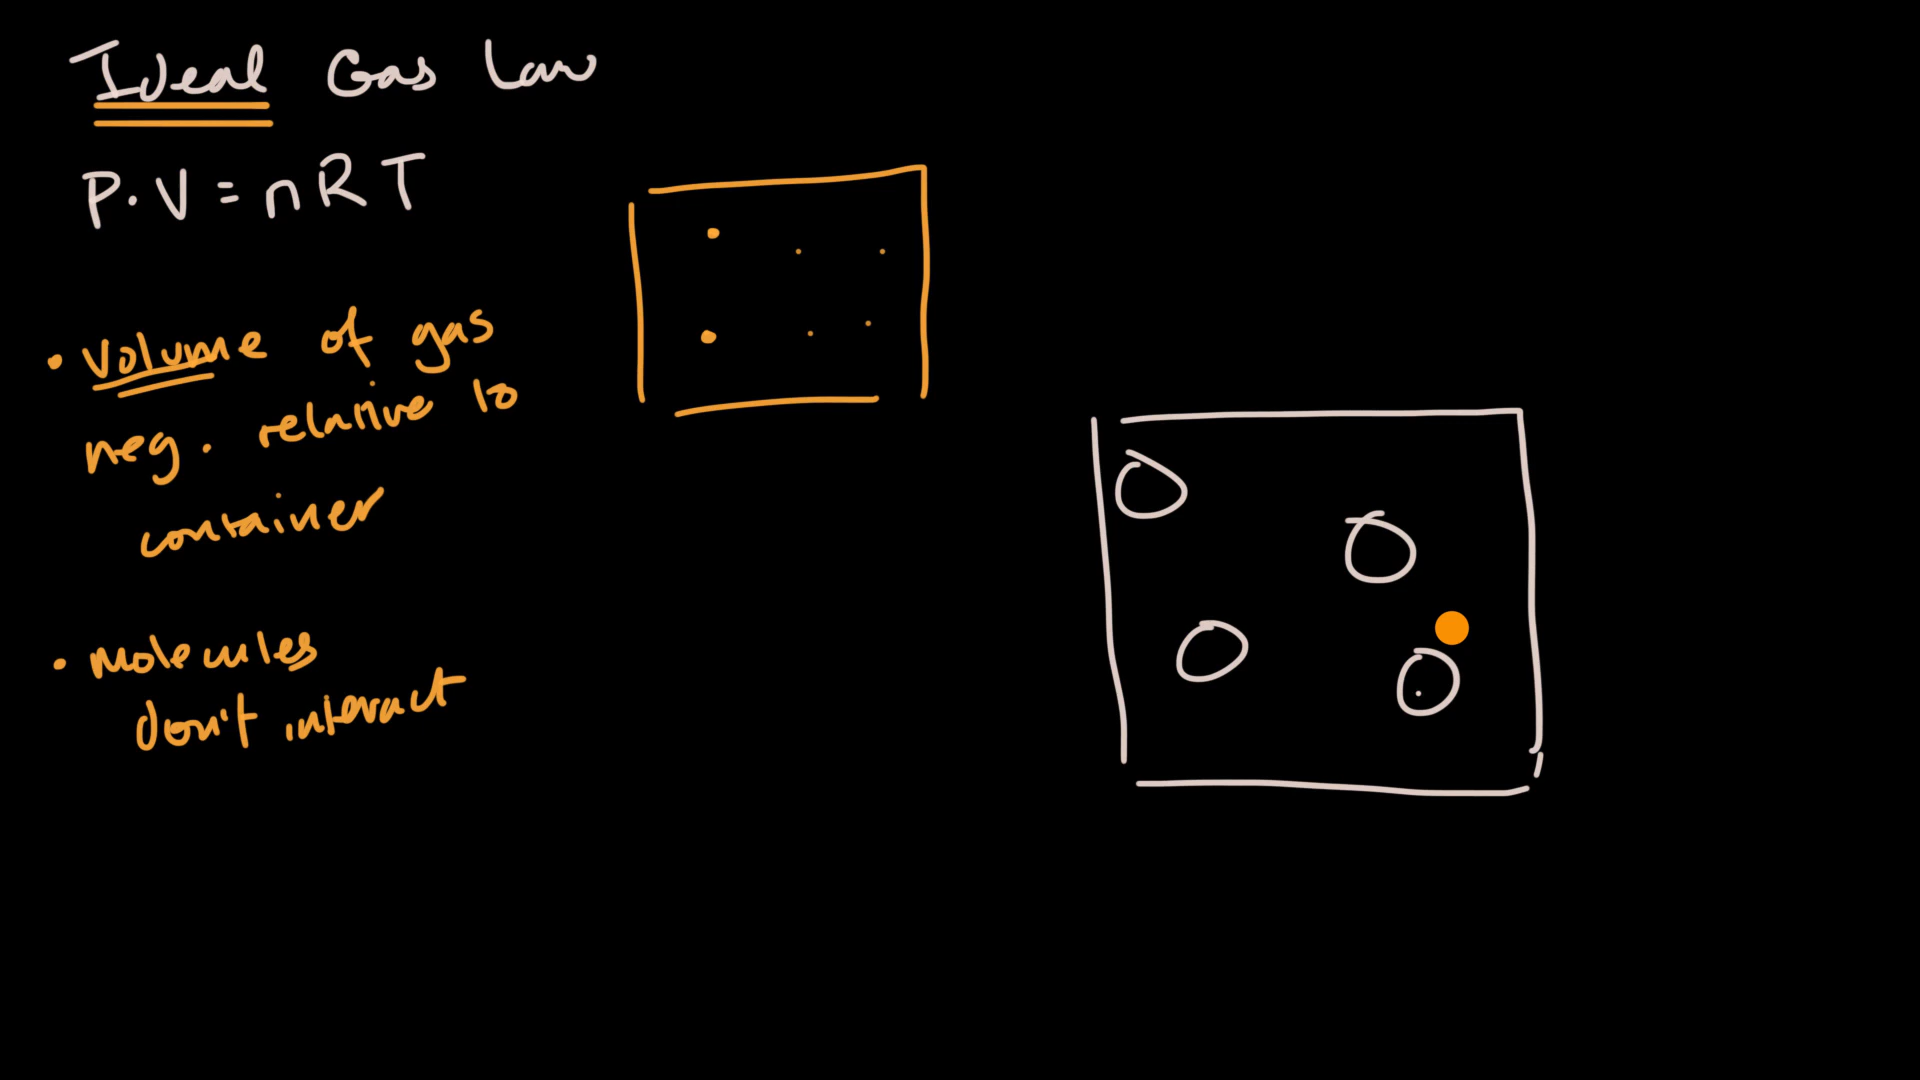 Ideal Gas Law
P·V = nRT
• volume of gas
neg. relative to
container
• molecules
don't interact